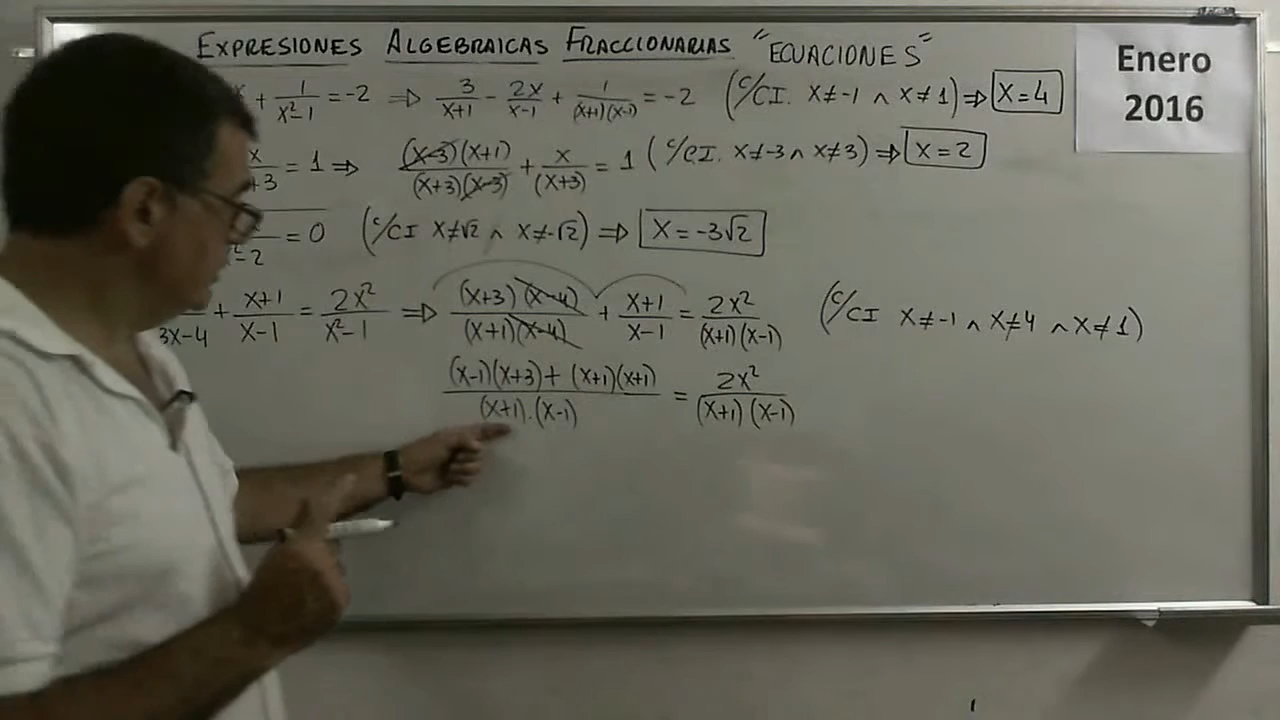 EXPRESIONES ALGEBRAICAS FRACCIONARIAS "ECUACIONES"
Enero
2016
+ 1/(x²-1) = -2 ⇒ 3/(x+1) - 2x/(x-1) + 1/((x+1)(x-1)) = -2 (C/CI. x≠-1 ∧ x≠1) ⇒ x=4
x/+3 = 1 ⇒ (x-3)(x+1)/((x+3)(x-3)) + x/(x+3) = 1 (C/CI. x≠-3 ∧ x≠3) ⇒ x=2
-2 = 0 (C/CI x≠√2 ∧ x≠-√2) ⇒ x=-3√2
3x-4 + (x+1)/(x-1) = 2x²/(x²-1) ⇒ (x+3)(x-4)/((x+1)(x-4)) + (x+1)/(x-1) = 2x²/((x+1)(x-1)) (C/CI x≠-1 ∧ x≠4 ∧ x≠1)
((x-1)(x+3)+(x+1)(x+1))/((x+1).(x-1)) = 2x²/((x+1)(x-1))